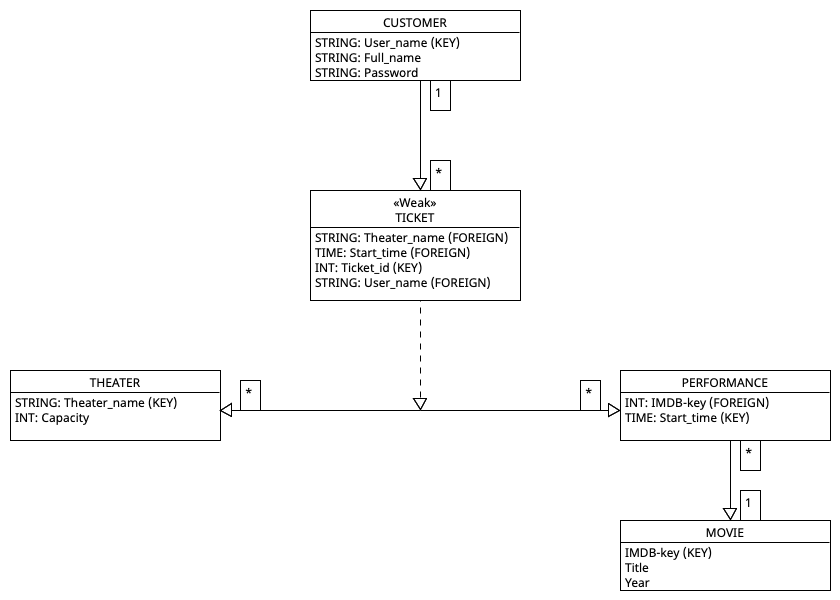 CUSTOMER
STRING: User_name (KEY)
STRING: Full_name
STRING: Password
1
*
«Weak»
TICKET
STRING: Theater_name (FOREIGN)
TIME: Start_time (FOREIGN)
INT: Ticket_id (KEY)
STRING: User_name (FOREIGN)
THEATER
STRING: Theater_name (KEY)
INT: Capacity
*
*
PERFORMANCE
INT: IMDB-key (FOREIGN)
TIME: Start_time (KEY)
*
1
MOVIE
IMDB-key (KEY)
Title
Year